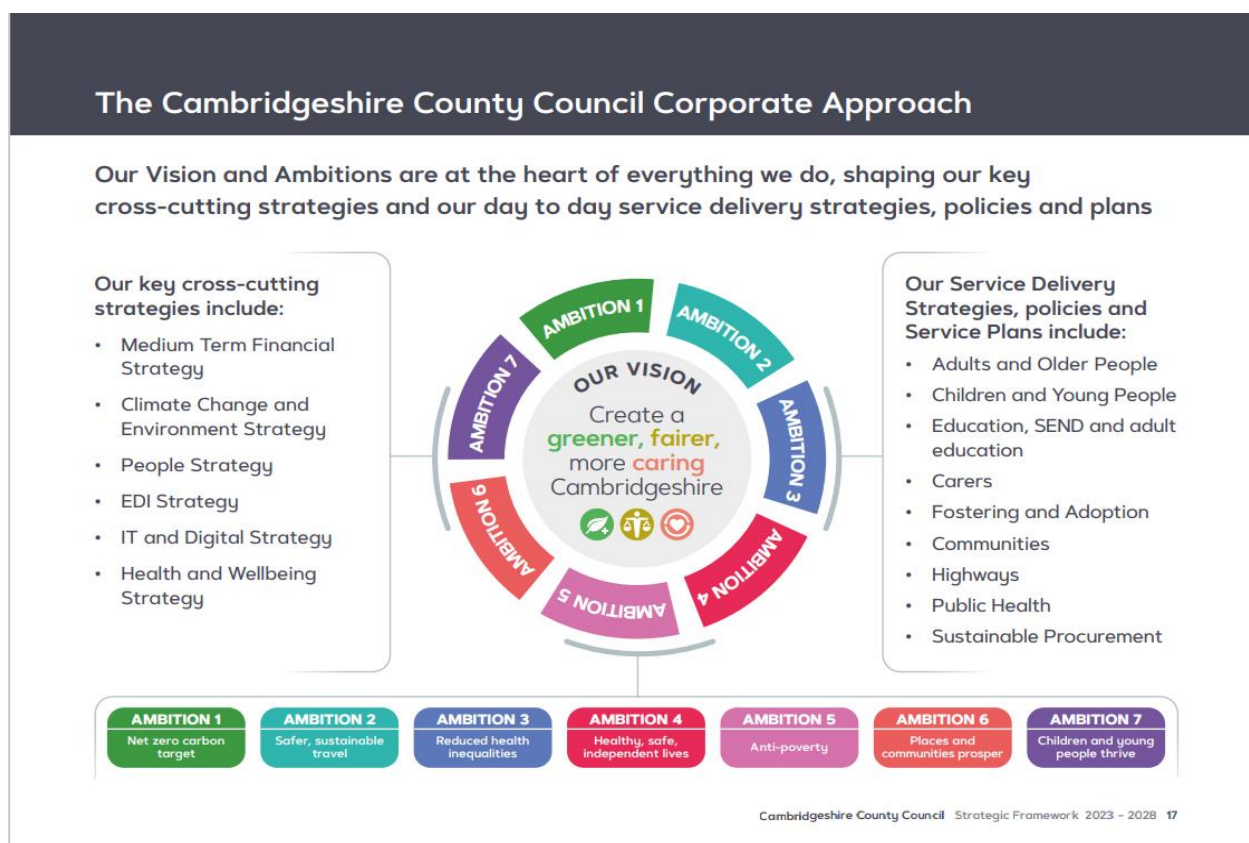 The Cambridgeshire County Council Corporate Approach
Our Vision and Ambitions are at the heart of everything we do, shaping our key
cross-cutting strategies and our day to day service delivery strategies, policies and plans
Our key cross-cutting
strategies include:
• Medium Term Financial
Strategy
• Climate Change and
Environment Strategy
• People Strategy
• EDI Strategy
• IT and Digital Strategy
• Health and Wellbeing
Strategy
AMBITION 1
AMBITION 2
AMBITION 3
AMBITION 4
AMBITION 5
AMBITION 6
AMBITION 7
OUR VISION
Create a
greener, fairer,
more caring
Cambridgeshire
Our Service Delivery
Strategies, policies and
Service Plans include:
• Adults and Older People
• Children and Young People
• Education, SEND and adult
education
• Carers
• Fostering and Adoption
• Communities
• Highways
• Public Health
• Sustainable Procurement
AMBITION 1
Net zero carbon
target
AMBITION 2
Safer, sustainable
travel
AMBITION 3
Reduced health
inequalities
AMBITION 4
Healthy, safe,
independent lives
AMBITION 5
Anti-poverty
AMBITION 6
Places and
communities prosper
AMBITION 7
Children and young
people thrive
Cambridgeshire County Council Strategic Framework 2023 – 2028 17